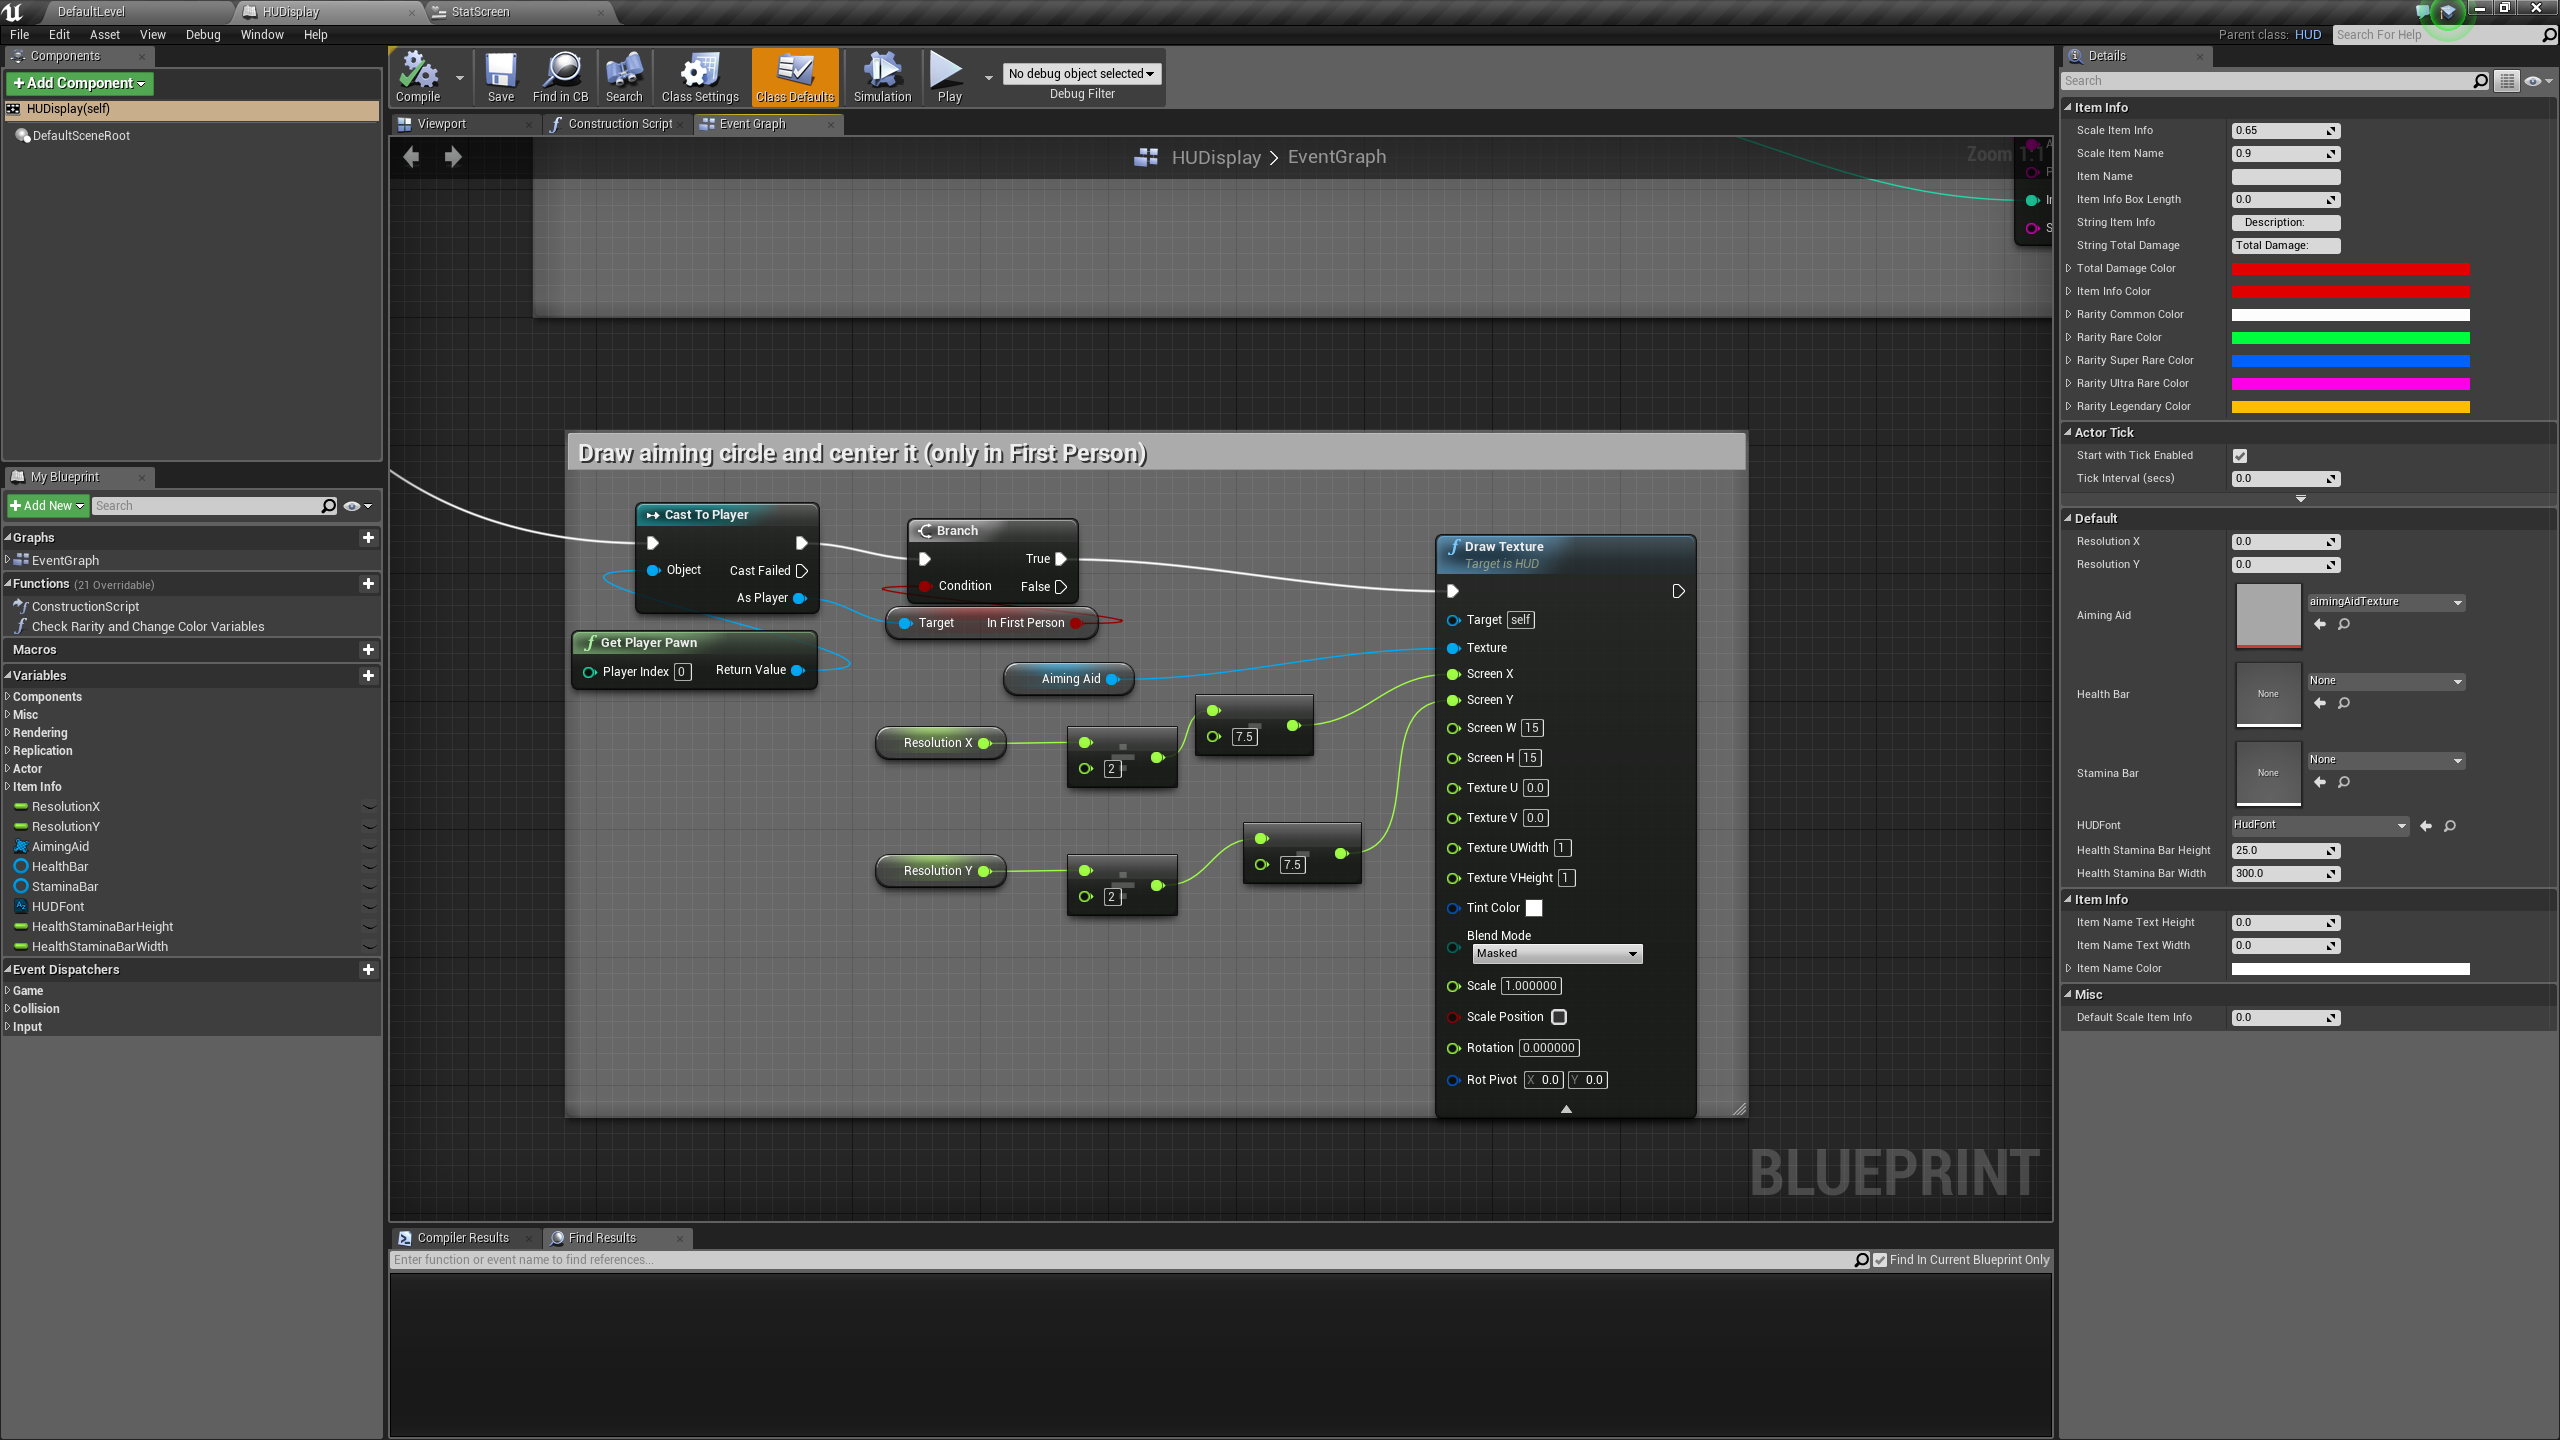 DefaultLevel
HUDisplay
StatScreen
File Edit Asset View Debug Window Help
Parent class: HUD
Search For Help
Components
+Add Component
HUDisplay(self)
DefaultSceneRoot
Compile
Save
Find in CB
Search
Class Settings
Class Defaults
Simulation
Play
No debug object selected
Debug Filter
Viewport
Construction Script
Event Graph
HUDisplay > EventGraph
Zoom 1:1
Draw aiming circle and center it (only in First Person)
Cast To Player
Object
Cast Failed
As Player
Get Player Pawn
Player Index 0
Return Value
Branch
True
Condition
False
Target
In First Person
Aiming Aid
Resolution X
2
7.5
Resolution Y
2
7.5
Draw Texture
Target is HUD
Target self
Texture
Screen X
Screen Y
Screen W 15
Screen H 15
Texture U 0.0
Texture V 0.0
Texture UWidth 1
Texture VHeight 1
Tint Color
Blend Mode
Masked
Scale 1.000000
Scale Position
Rotation 0.000000
Rot Pivot X 0.0 Y 0.0
BLUEPRINT
My Blueprint
+Add New
Search
Graphs
EventGraph
Functions (21 Overridable)
ConstructionScript
Check Rarity and Change Color Variables
Macros
Variables
Components
Misc
Rendering
Replication
Actor
Item Info
ResolutionX
ResolutionY
AimingAid
HealthBar
StaminaBar
HUDFont
HealthStaminaBarHeight
HealthStaminaBarWidth
Event Dispatchers
Game
Collision
Input
Compiler Results
Find Results
Enter function or event name to find references...
Find In Current Blueprint Only
Details
Search
Item Info
Scale Item Info 0.65
Scale Item Name 0.9
Item Name
Item Info Box Length 0.0
String Item Info Description:
String Total Damage Total Damage:
Total Damage Color
Item Info Color
Rarity Common Color
Rarity Rare Color
Rarity Super Rare Color
Rarity Ultra Rare Color
Rarity Legendary Color
Actor Tick
Start with Tick Enabled
Tick Interval (secs) 0.0
Default
Resolution X 0.0
Resolution Y 0.0
Aiming Aid aimingAidTexture
Health Bar None None
Stamina Bar None None
HUDFont HudFont
Health Stamina Bar Height 25.0
Health Stamina Bar Width 300.0
Item Info
Item Name Text Height 0.0
Item Name Text Width 0.0
Item Name Color
Misc
Default Scale Item Info 0.0